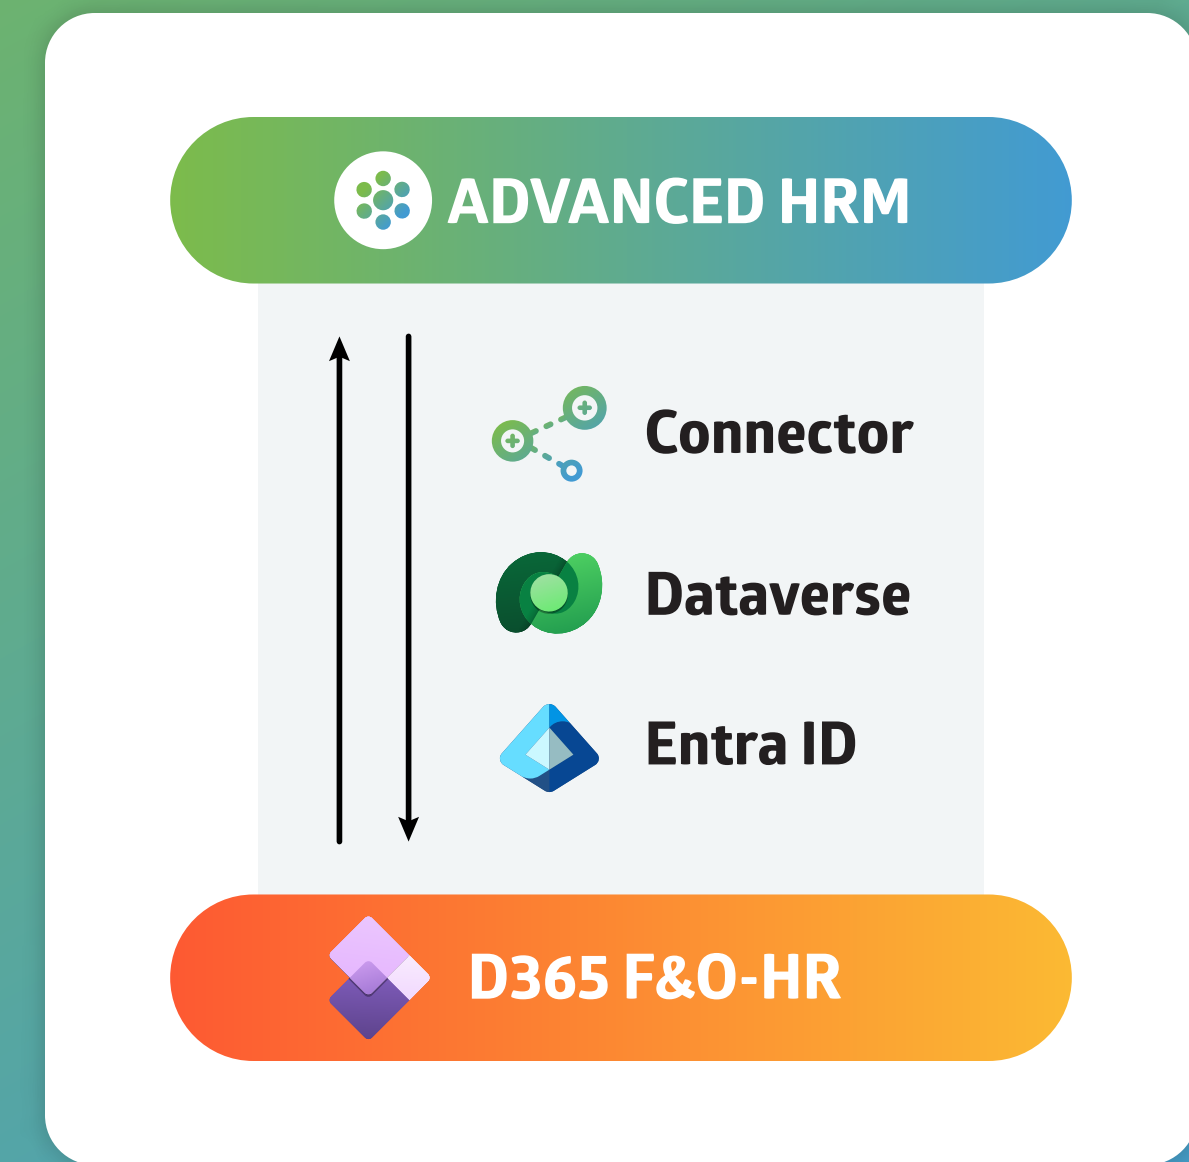 ADVANCED HRM
Connector
Dataverse
Entra ID
D365 F&O-HR